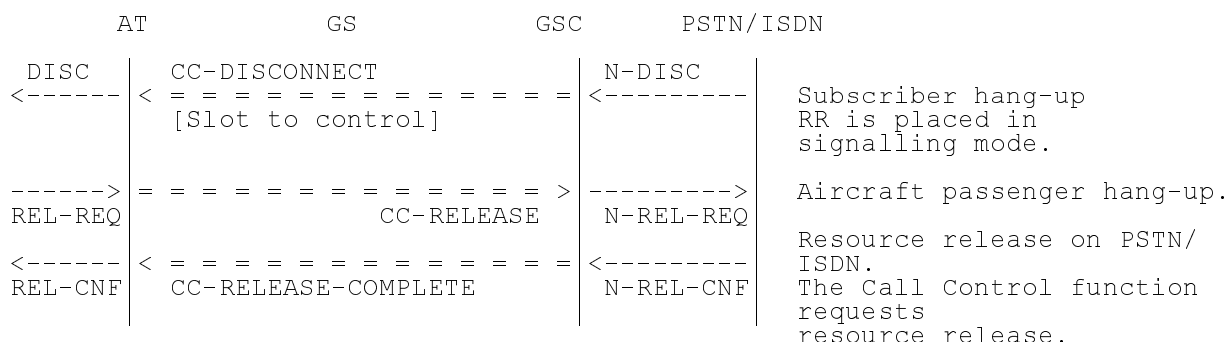 AT GS GSC PSTN/ISDN
DISC CC-DISCONNECT N-DISC
<------ < = = = = = = = = = = = = = <--------- Subscriber hang-up
[Slot to control] RR is placed in
signalling mode.
------> = = = = = = = = = = = = = > ---------> Aircraft passenger hang-up.
REL-REQ CC-RELEASE N-REL-REQ
Resource release on PSTN/
<------ < = = = = = = = = = = = = = <--------- ISDN.
REL-CNF CC-RELEASE-COMPLETE N-REL-CNF The Call Control function
requests
resource release.